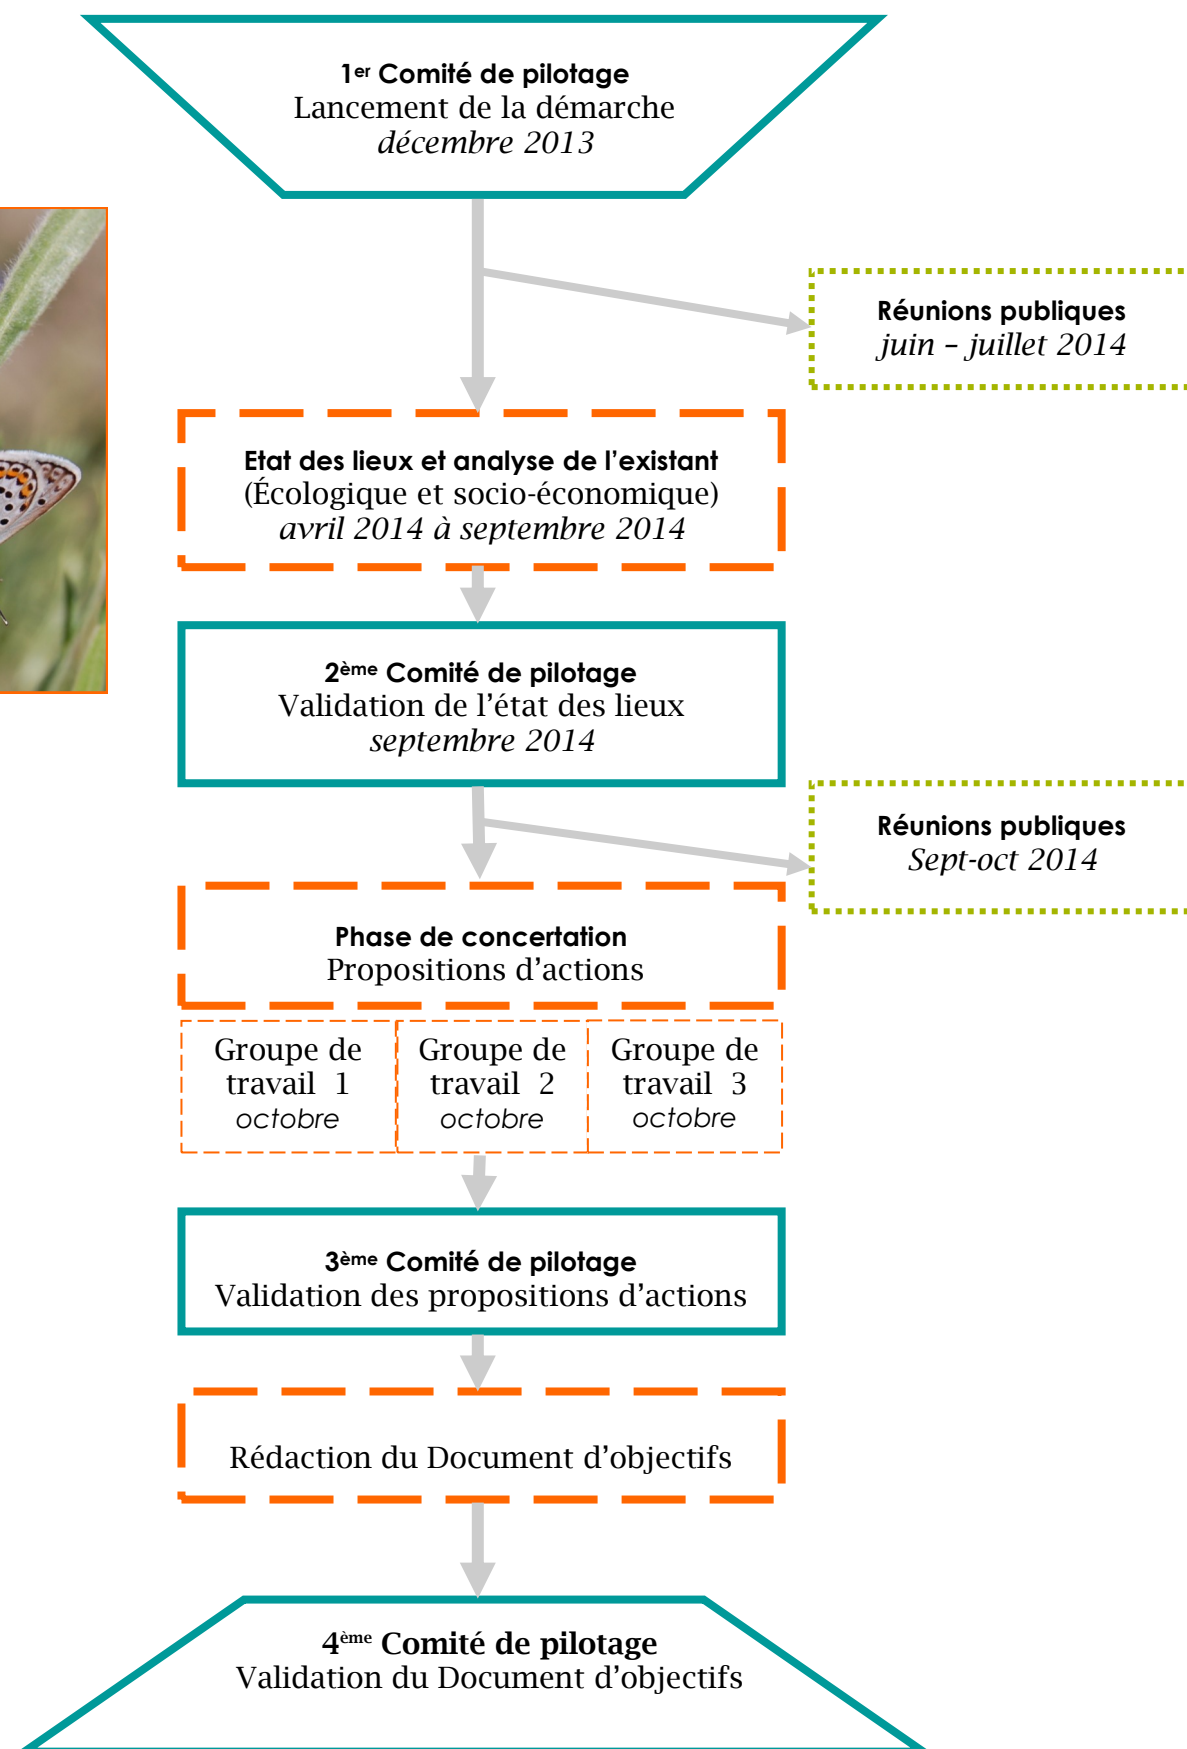 1er Comité de pilotage
Lancement de la démarche
décembre 2013
Réunions publiques
juin – juillet 2014
Etat des lieux et analyse de l’existant
(Écologique et socio-économique)
avril 2014 à septembre 2014
2ème Comité de pilotage
Validation de l’état des lieux
septembre 2014
Réunions publiques
Sept-oct 2014
Phase de concertation
Propositions d’actions
Groupe de
travail 1
octobre
Groupe de
travail 2
octobre
Groupe de
travail 3
octobre
3ème Comité de pilotage
Validation des propositions d’actions
Rédaction du Document d’objectifs
4ème Comité de pilotage
Validation du Document d’objectifs